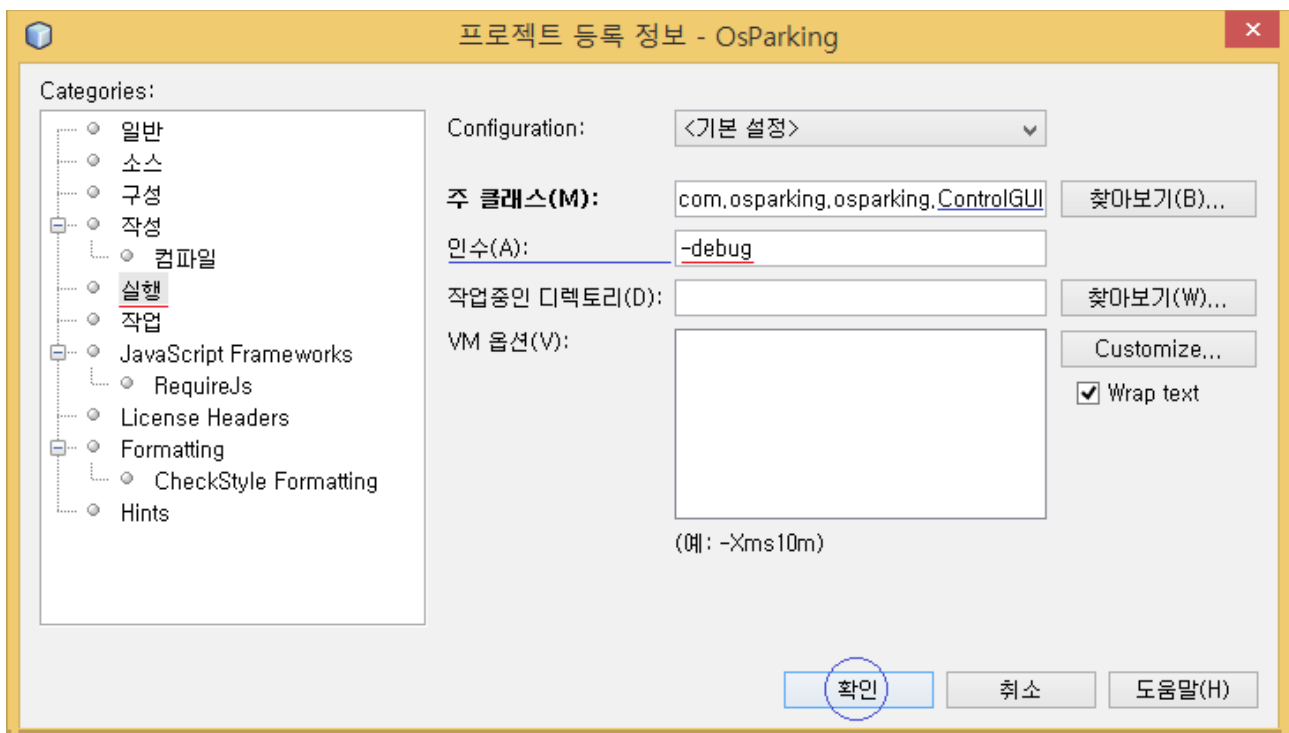 프로젝트 등록 정보 - OsParking
Categories:
일반
소스
구성
작성
컴파일
실행
작업
JavaScript Frameworks
RequireJs
License Headers
Formatting
CheckStyle Formatting
Hints
Configuration:
<기본 설정>
주 클래스(M):
com.osparking.osparking.ControlGUI
찾아보기(B)...
인수(A):
-debug
작업중인 디렉토리(D):
찾아보기(W)...
VM 옵션(V):
Customize...
Wrap text
(예: -Xms10m)
확인
취소
도움말(H)